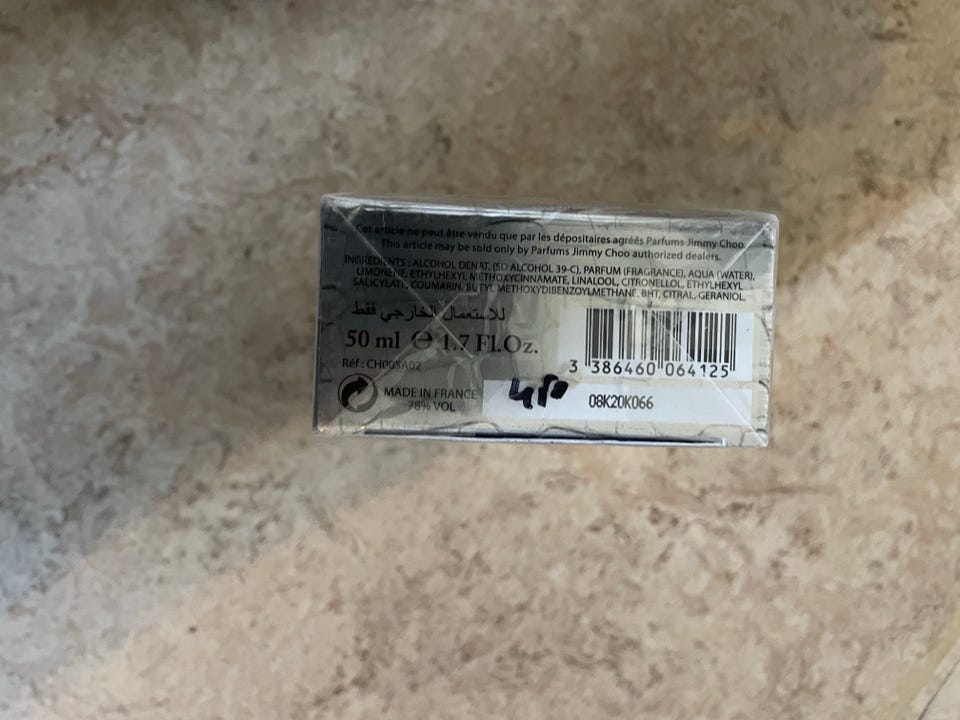 Cet article ne peut être vendu que par les dépositaires agréés Parfums Jimmy Choo.
This article may be sold only by Parfums Jimmy Choo authorized dealers.
INGREDIENTS : ALCOHOL DENAT. (SD ALCOHOL 39-C), PARFUM (FRAGRANCE), AQUA (WATER),
LIMONENE, ETHYLHEXYL METHOXYCINNAMATE, LINALOOL, CITRONELLOL, ETHYLHEXYL
SALICYLATE, COUMARIN, BUTYL METHOXYDIBENZOYLMETHANE, BHT, CITRAL, GERANIOL.
للاستعمال الخارجي فقط
50 ml ℮ 1.7 Fl.Oz.
Réf : CH005A02
3 386460 064125
MADE IN FRANCE
78% VOL
08K20K066